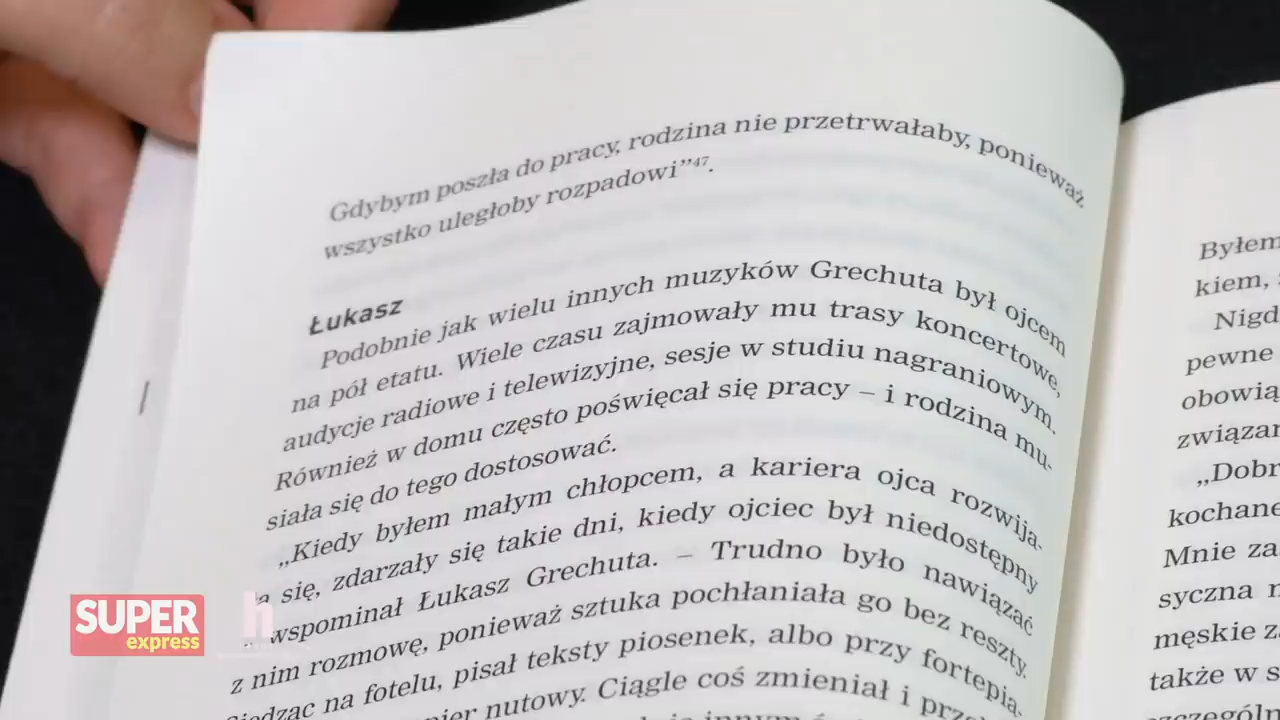 Gdybym poszła do pracy, rodzina nie przetrwałaby, ponieważ
wszystko uległoby rozpadowi”⁴⁷.
Łukasz
Podobnie jak wielu innych muzyków Grechuta był ojcem
na pół etatu. Wiele czasu zajmowały mu trasy koncertowe,
audycje radiowe i telewizyjne, sesje w studiu nagraniowym.
Również w domu często poświęcał się pracy – i rodzina mu-
siała się do tego dostosować.
„Kiedy byłem małym chłopcem, a kariera ojca rozwija-
się, zdarzały się takie dni, kiedy ojciec był niedostępny
wspominał Łukasz Grechuta. – Trudno było nawiązać
z nim rozmowę, ponieważ sztuka pochłaniała go bez reszty.
na fotelu, pisał teksty piosenek, albo przy fortepia-
nutowy. Ciągle coś zmieniał i
Byłem
kiem,
Nigd
pewne
obowią
związan
„Dobr
kochane
Mnie za
syczna
męskie
także w s
SUPER
express
h